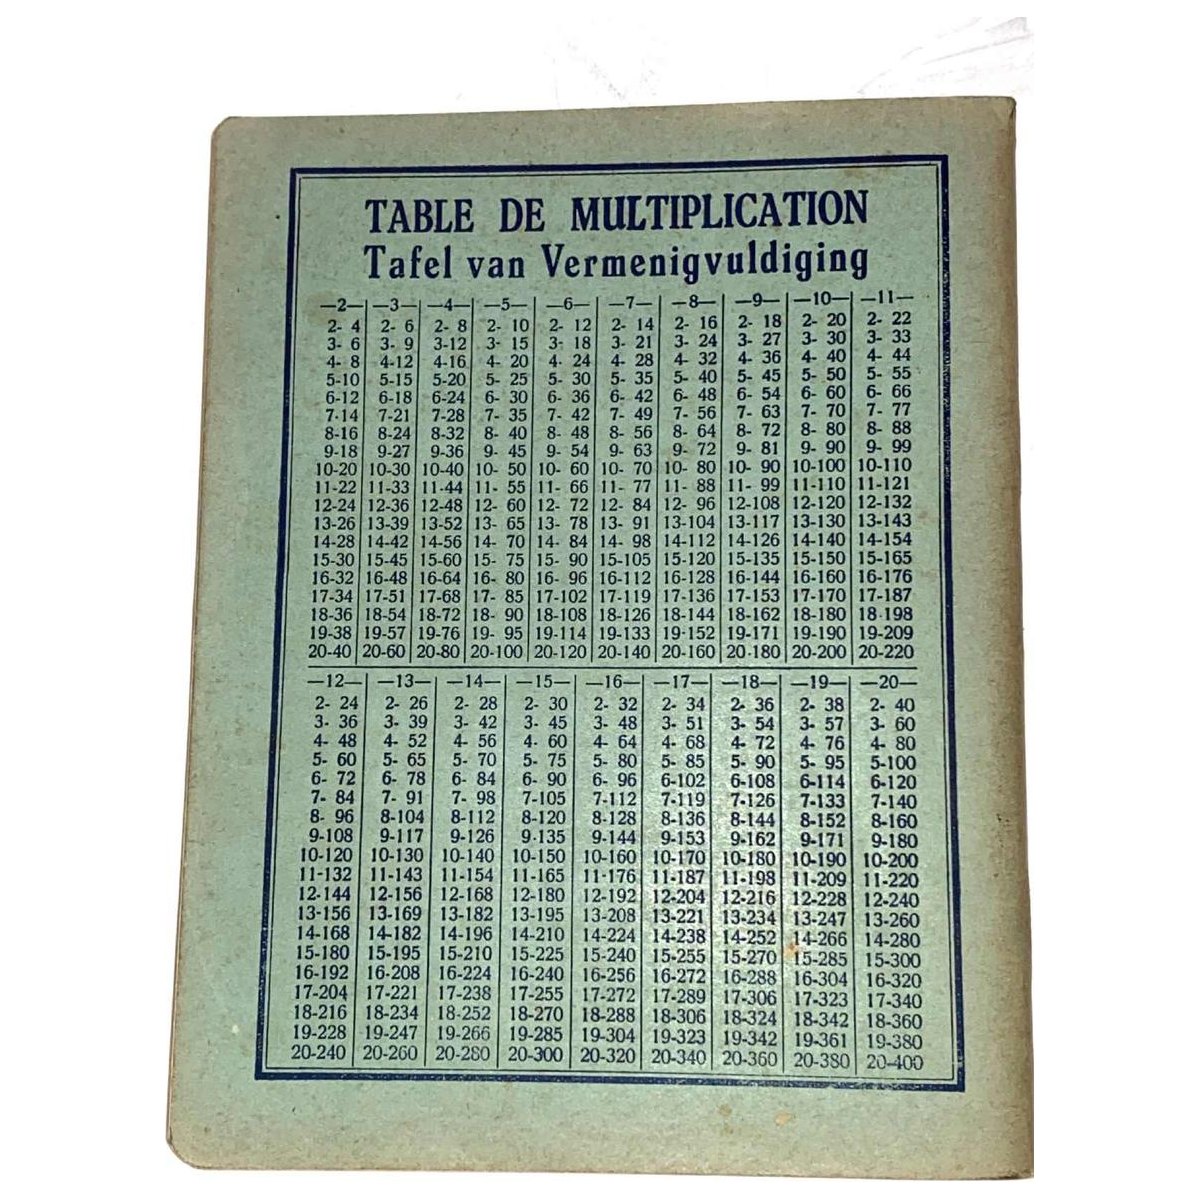 TABLE DE MULTIPLICATION
Tafel van Vermenigvuldiging
—2— —3— —4— —5— —6— —7— —8— —9— —10— —11—
2- 4 2- 6 2- 8 2- 10 2- 12 2- 14 2- 16 2- 18 2- 20 2- 22
3- 6 3- 9 3-12 3- 15 3- 18 3- 21 3- 24 3- 27 3- 30 3- 33
4- 8 4-12 4-16 4- 20 4- 24 4- 28 4- 32 4- 36 4- 40 4- 44
5-10 5-15 5-20 5- 25 5- 30 5- 35 5- 40 5- 45 5- 50 5- 55
6-12 6-18 6-24 6- 30 6- 36 6- 42 6- 48 6- 54 6- 60 6- 66
7-14 7-21 7-28 7- 35 7- 42 7- 49 7- 56 7- 63 7- 70 7- 77
8-16 8-24 8-32 8- 40 8- 48 8- 56 8- 64 8- 72 8- 80 8- 88
9-18 9-27 9-36 9- 45 9- 54 9- 63 9- 72 9- 81 9- 90 9- 99
10-20 10-30 10-40 10- 50 10- 60 10- 70 10- 80 10- 90 10-100 10-110
11-22 11-33 11-44 11- 55 11- 66 11- 77 11- 88 11- 99 11-110 11-121
12-24 12-36 12-48 12- 60 12- 72 12- 84 12- 96 12-108 12-120 12-132
13-26 13-39 13-52 13- 65 13- 78 13- 91 13-104 13-117 13-130 13-143
14-28 14-42 14-56 14- 70 14- 84 14- 98 14-112 14-126 14-140 14-154
15-30 15-45 15-60 15- 75 15- 90 15-105 15-120 15-135 15-150 15-165
16-32 16-48 16-64 16- 80 16- 96 16-112 16-128 16-144 16-160 16-176
17-34 17-51 17-68 17- 85 17-102 17-119 17-136 17-153 17-170 17-187
18-36 18-54 18-72 18- 90 18-108 18-126 18-144 18-162 18-180 18-198
19-38 19-57 19-76 19- 95 19-114 19-133 19-152 19-171 19-190 19-209
20-40 20-60 20-80 20-100 20-120 20-140 20-160 20-180 20-200 20-220
—12— —13— —14— —15— —16— —17— —18— —19— —20—
2- 24 2- 26 2- 28 2- 30 2- 32 2- 34 2- 36 2- 38 2- 40
3- 36 3- 39 3- 42 3- 45 3- 48 3- 51 3- 54 3- 57 3- 60
4- 48 4- 52 4- 56 4- 60 4- 64 4- 68 4- 72 4- 76 4- 80
5- 60 5- 65 5- 70 5- 75 5- 80 5- 85 5- 90 5- 95 5-100
6- 72 6- 78 6- 84 6- 90 6- 96 6-102 6-108 6-114 6-120
7- 84 7- 91 7- 98 7-105 7-112 7-119 7-126 7-133 7-140
8- 96 8-104 8-112 8-120 8-128 8-136 8-144 8-152 8-160
9-108 9-117 9-126 9-135 9-144 9-153 9-162 9-171 9-180
10-120 10-130 10-140 10-150 10-160 10-170 10-180 10-190 10-200
11-132 11-143 11-154 11-165 11-176 11-187 11-198 11-209 11-220
12-144 12-156 12-168 12-180 12-192 12-204 12-216 12-228 12-240
13-156 13-169 13-182 13-195 13-208 13-221 13-234 13-247 13-260
14-168 14-182 14-196 14-210 14-224 14-238 14-252 14-266 14-280
15-180 15-195 15-210 15-225 15-240 15-255 15-270 15-285 15-300
16-192 16-208 16-224 16-240 16-256 16-272 16-288 16-304 16-320
17-204 17-221 17-238 17-255 17-272 17-289 17-306 17-323 17-340
18-216 18-234 18-252 18-270 18-288 18-306 18-324 18-342 18-360
19-228 19-247 19-266 19-285 19-304 19-323 19-342 19-361 19-380
20-240 20-260 20-280 20-300 20-320 20-340 20-360 20-380 20-400